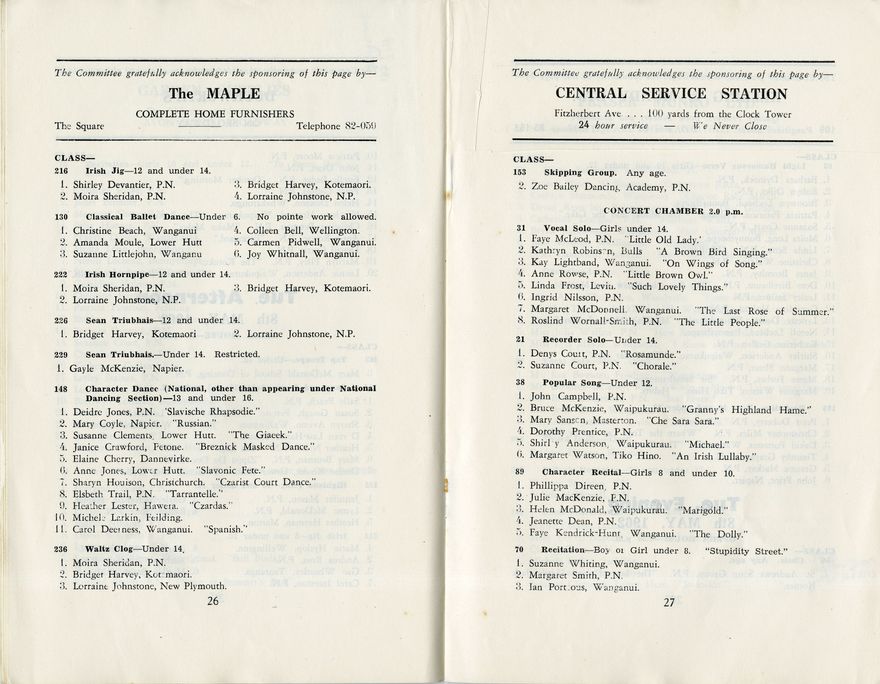 The Committee gratefully acknowledges the sponsoring of this page by—
The MAPLE
COMPLETE HOME FURNISHERS
The Square Telephone 82-059
CLASS—
216 Irish Jig—12 and under 14.
1. Shirley Devantier, P.N. 3. Bridget Harvey, Kotemaori.
2. Moira Sheridan, P.N. 4. Lorraine Johnstone, N.P.
130 Classical Ballet Dance—Under 6. No pointe work allowed.
1. Christine Beach, Wanganui 4. Colleen Bell, Wellington.
2. Amanda Moule, Lower Hutt 5. Carmen Pidwell, Wanganui.
3. Suzanne Littlejohn, Wanganu 6. Joy Whitnall, Wanganui.
222 Irish Hornpipe—12 and under 14.
1. Moira Sheridan, P.N. 3. Bridget Harvey, Kotemaori.
2. Lorraine Johnstone, N.P.
226 Sean Triubhais—12 and under 14.
1. Bridget Harvey, Kotemaori 2. Lorraine Johnstone, N.P.
229 Sean Triubhais.—Under 14. Restricted.
1. Gayle McKenzie, Napier.
148 Character Dance (National, other than appearing under National
Dancing Section)—13 and under 16.
1. Deidre Jones, P.N. 'Slavische Rhapsodie."
2. Mary Coyle, Napier. "Russian."
3. Susanne Clements, Lower Hutt. "The Giaeek."
4. Janice Crawford, Petone. "Breznick Masked Dance."
5. Elaine Cherry, Dannevirke.
6. Anne Jones, Lower Hutt. "Slavonic Fete."
7. Sharyn Houison, Christchurch. "Czarist Court Dance."
8. Elsbeth Trail, P.N. "Tarrantelle."
9. Heather Lester, Hawera. "Czardas."
10. Michele Larkin, Feilding.
11. Carol Deeness, Wanganui. "Spanish."
236 Waltz Clog—Under 14.
1. Moira Sheridan, P.N.
2. Bridget Harvey, Kotemaori.
3. Lorraine Johnstone, New Plymouth.
26
The Committee gratefully acknowledges the sponsoring of this page by—
CENTRAL SERVICE STATION
Fitzherbert Ave . . . 100 yards from the Clock Tower
24 hour service — We Never Close
CLASS—
153 Skipping Group. Any age.
2. Zoe Bailey Dancing Academy, P.N.
CONCERT CHAMBER 2.0 p.m.
31 Vocal Solo—Girls under 14.
1. Faye McLeod, P.N. "Little Old Lady.'
2. Kathryn Robinson, Bulls "A Brown Bird Singing."
3. Kay Lightband, Wanganui. "On Wings of Song."
4. Anne Rowse, P.N. "Little Brown Owl."
5. Linda Frost, Levin. "Such Lovely Things."
6. Ingrid Nilsson, P.N.
7. Margaret McDonnell Wanganui. "The Last Rose of Summer."
8. Roslind Wornall-Smith, P.N. "The Little People."
21 Recorder Solo—Under 14.
1. Denys Court, P.N. "Rosamunde."
2. Suzanne Court, P.N. "Chorale."
38 Popular Song—Under 12.
1. John Campbell, P.N.
2. Bruce McKenzie, Waipukurau. "Granny's Highland Hame."
3. Mary Sanson, Masterton. "Che Sara Sara."
4. Dorothy Prentice, P.N.
5. Shirley Anderson, Waipukurau. "Michael."
6. Margaret Watson, Tiko Hino. "An Irish Lullaby."
89 Character Recital—Girls 8 and under 10.
1. Phillippa Direen, P.N.
2. Julie MacKenzie, P.N.
3. Helen McDonald, Waipukurau. "Marigold."
4. Jeanette Dean, P.N.
5. Faye Kendrick-Hunt, Wanganui. "The Dolly."
70 Recitation—Boy or Girl under 8. "Stupidity Street."
1. Suzanne Whiting, Wanganui.
2. Margaret Smith, P.N.
3. Ian Porteous, Wanganui.
27